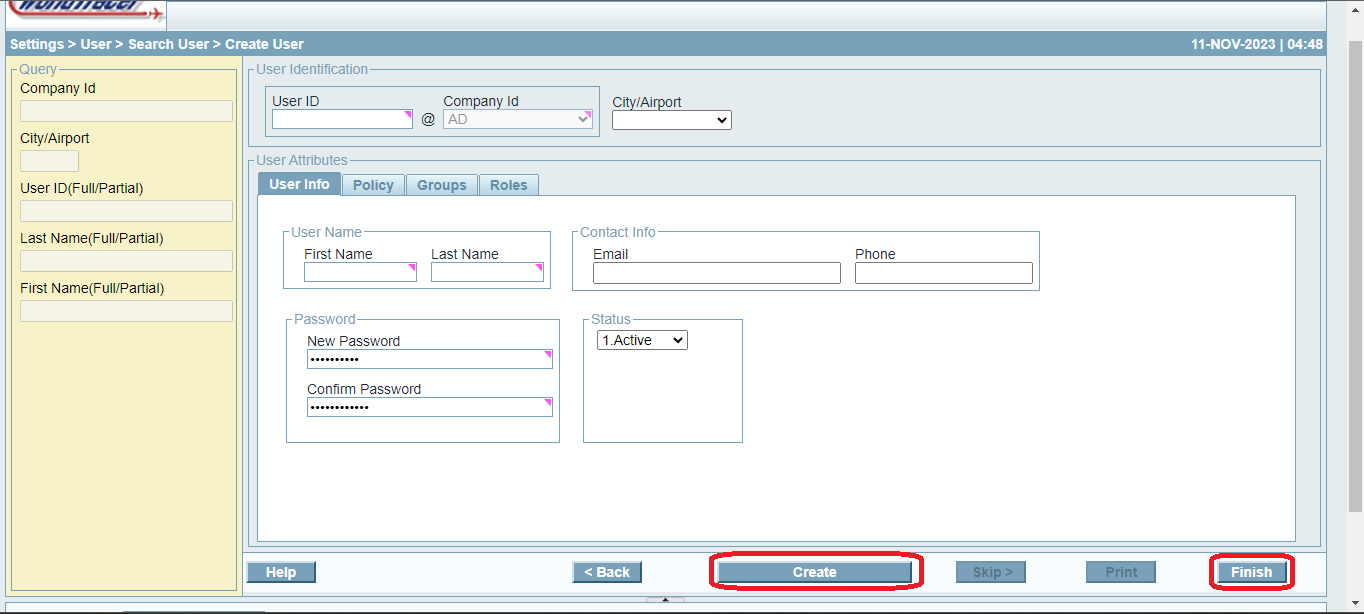 WorldTracer
Settings > User > Search User > Create User
11-NOV-2023 | 04:48
Query
Company Id
City/Airport
User ID(Full/Partial)
Last Name(Full/Partial)
First Name(Full/Partial)
User Identification
User ID
@
Company Id
AD
City/Airport
User Attributes
User Info
Policy
Groups
Roles
User Name
First Name
Last Name
Contact Info
Email
Phone
Password
New Password
••••••••••
Confirm Password
••••••••••••
Status
1.Active
Help
< Back
Create
Skip >
Print
Finish